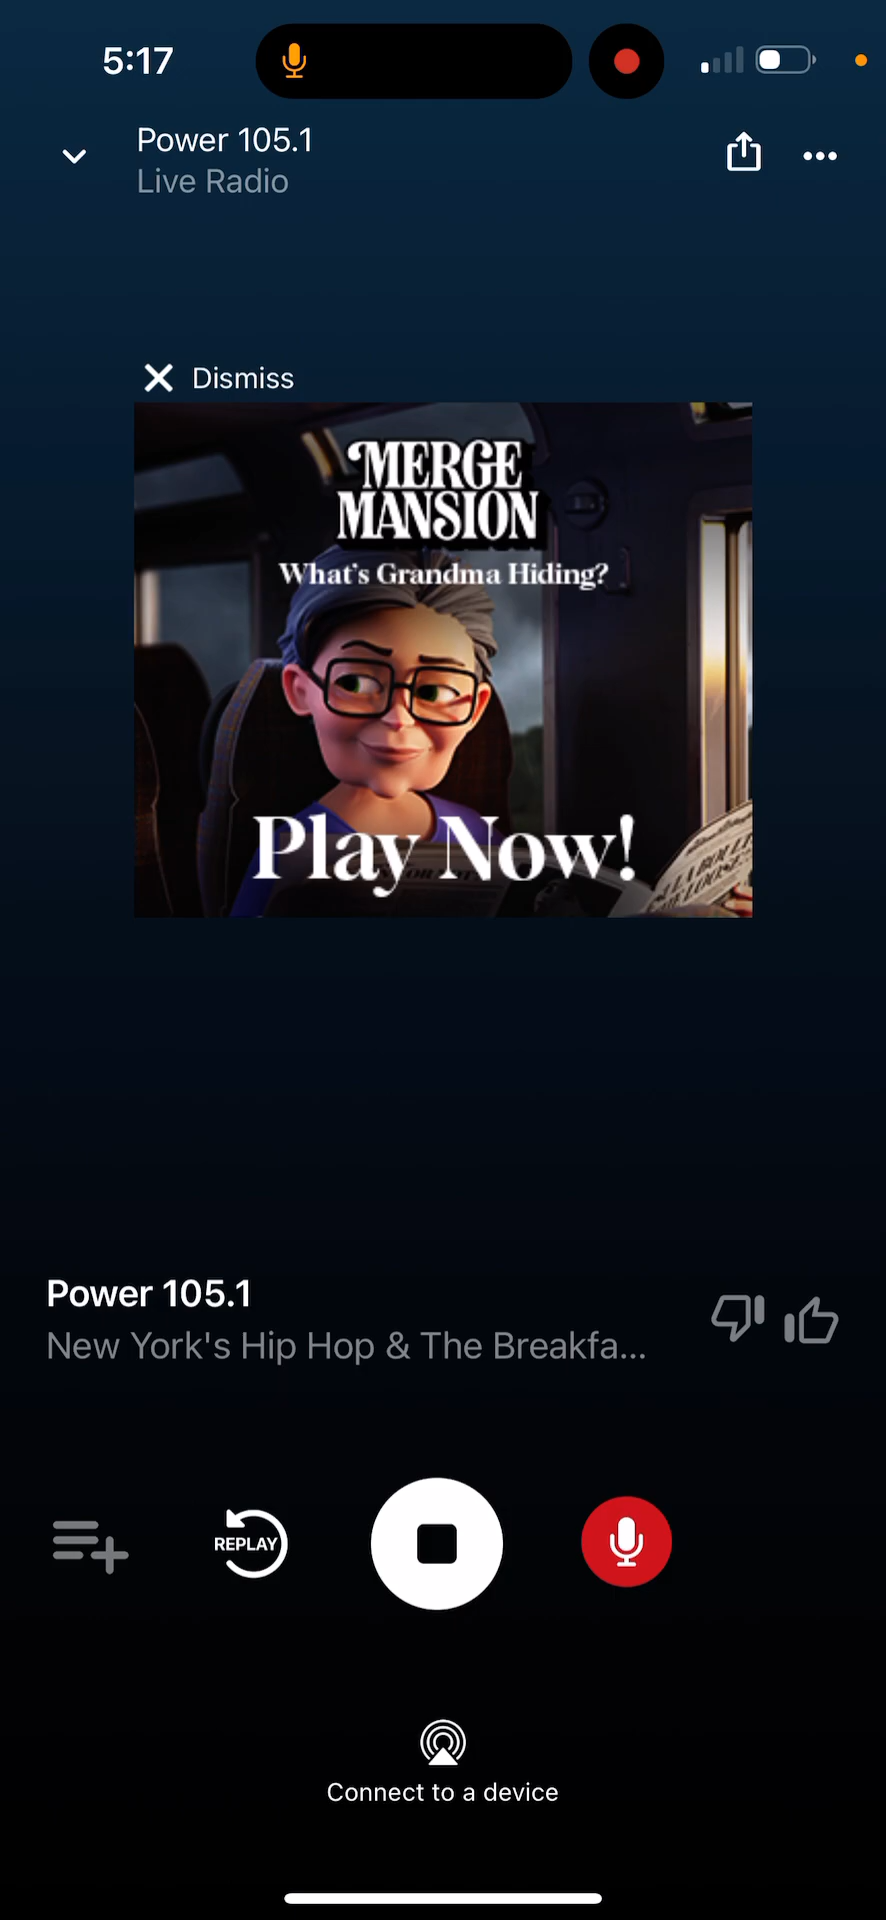 5:17
Power 105.1
Live Radio
Dismiss
MERGE
MANSION
What's Grandma Hiding?
Play Now!
Power 105.1
New York's Hip Hop & The Breakfa...
REPLAY
Connect to a device